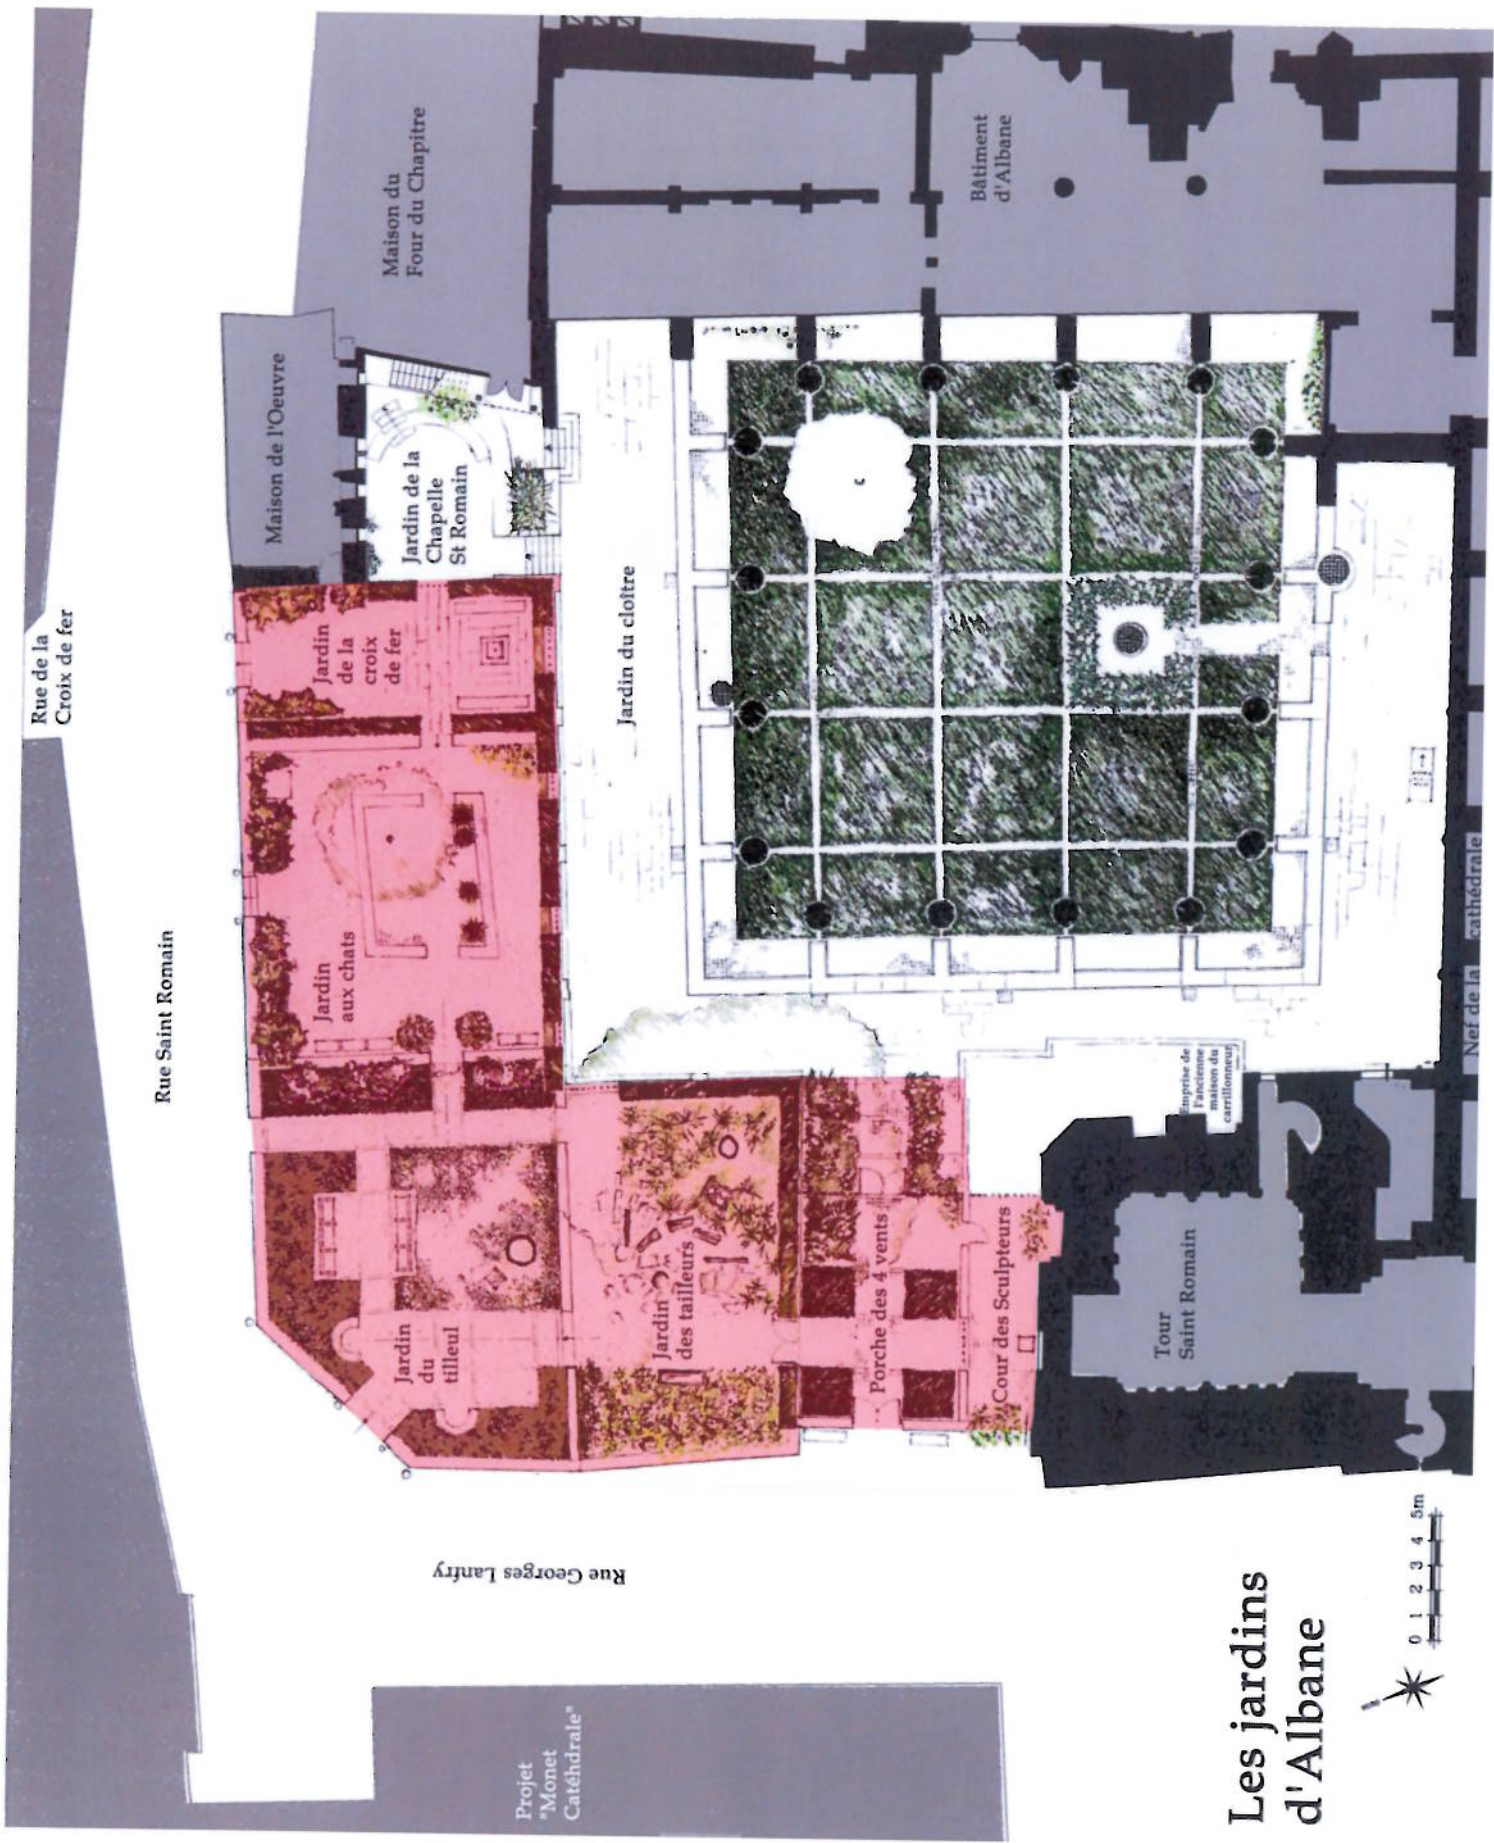 Rue de la
Croix de fer
Rue Saint Romain
Rue Georges Lanfry
Maison du
Four du Chapitre
Maison de l'Oeuvre
Jardin de la
Chapelle
St Romain
Jardin
de la
croix
de fer
Jardin
aux chats
Jardin
du
tilleul
Jardin
des tailleurs
Porche des 4 vents
Cour des Sculpteurs
Jardin du cloître
Bâtiment
d'Albane
Emprise de
l'ancienne
maison du
carrillonneur
Tour
Saint Romain
Nef de la cathédrale
Projet
"Monet
Catéhdrale"
Les jardins
d'Albane
0 1 2 3 4 5m